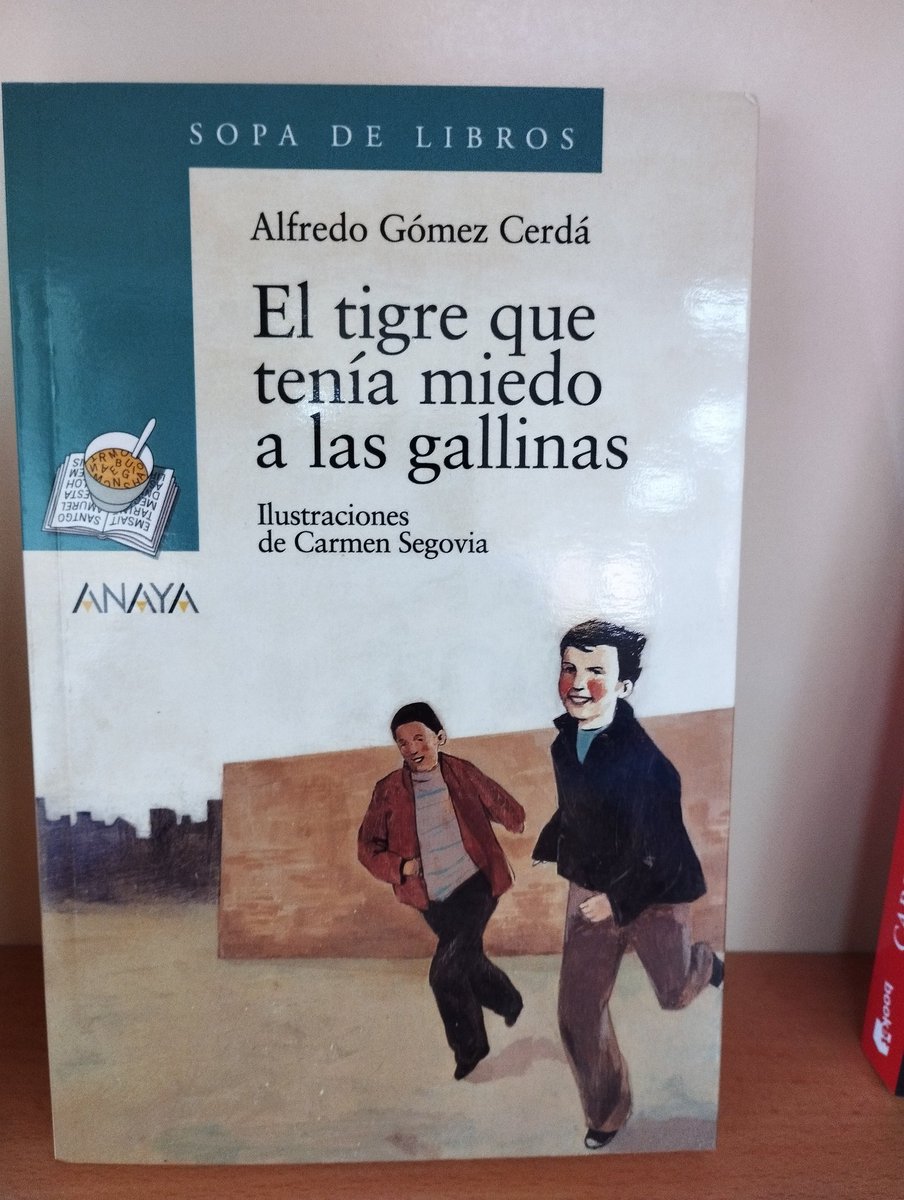 SOPA DE LIBROS
Alfredo Gómez Cerdá
El tigre que
tenía miedo
a las gallinas
Ilustraciones
de Carmen Segovia
ANAYA